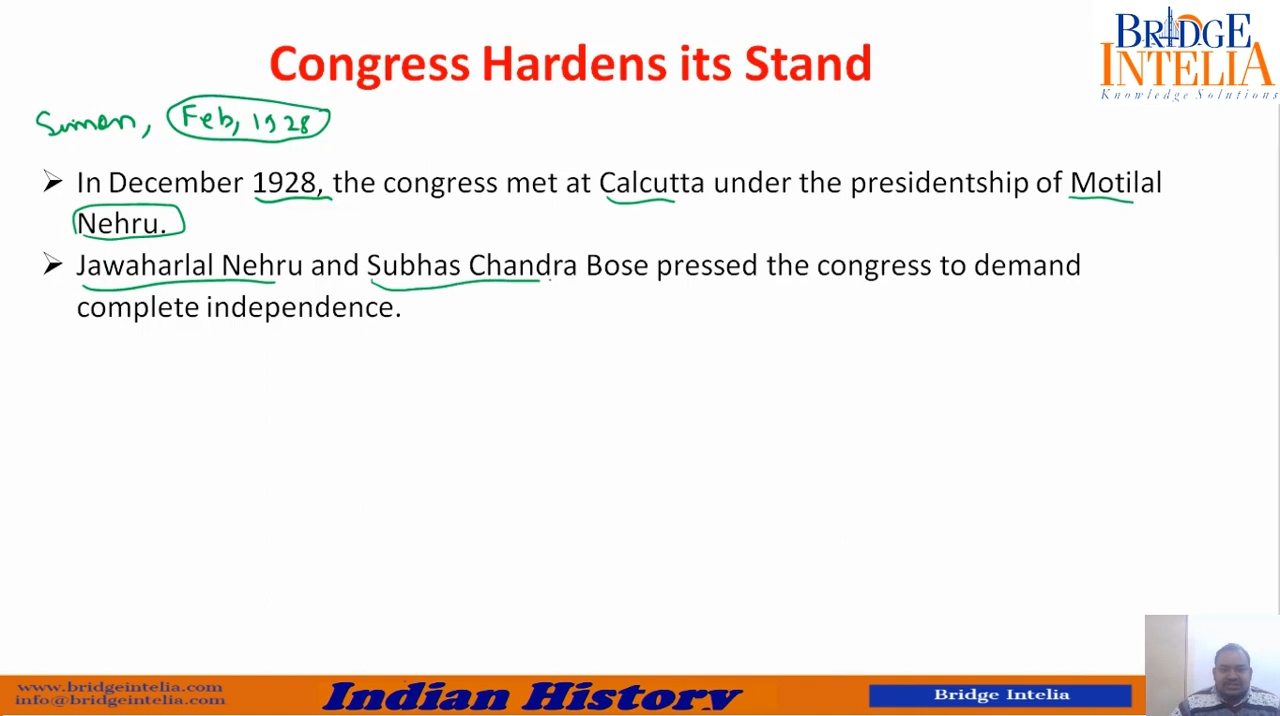 Congress Hardens its Stand
BRIDGE
INTELIA
Knowledge Solutions
Simon, Feb, 1928
➢ In December 1928, the congress met at Calcutta under the presidentship of Motilal
Nehru.
➢ Jawaharlal Nehru and Subhas Chandra Bose pressed the congress to demand
complete independence.
www.bridgeintelia.com
info@bridgeintelia.com
Indian History
Bridge Intelia